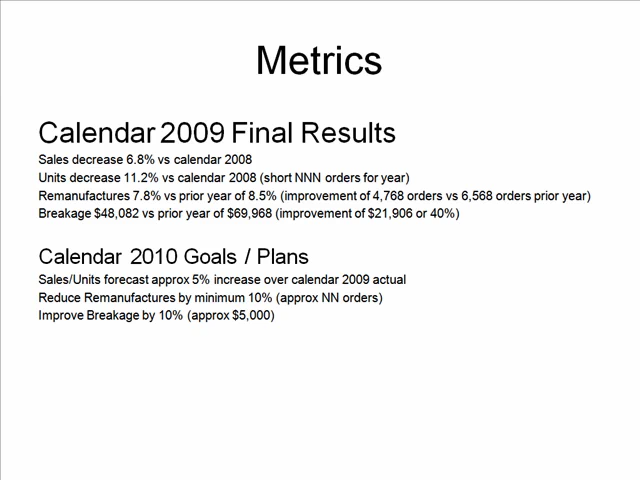 Metrics
Calendar 2009 Final Results
Sales decrease 6.8% vs calendar 2008
Units decrease 11.2% vs calendar 2008 (short NNN orders for year)
Remanufactures 7.8% vs prior year of 8.5% (improvement of 4,768 orders vs 6,568 orders prior year)
Breakage $48,082 vs prior year of $69,968 (improvement of $21,906 or 40%)
Calendar 2010 Goals / Plans
Sales/Units forecast approx 5% increase over calendar 2009 actual
Reduce Remanufactures by minimum 10% (approx NN orders)
Improve Breakage by 10% (approx $5,000)